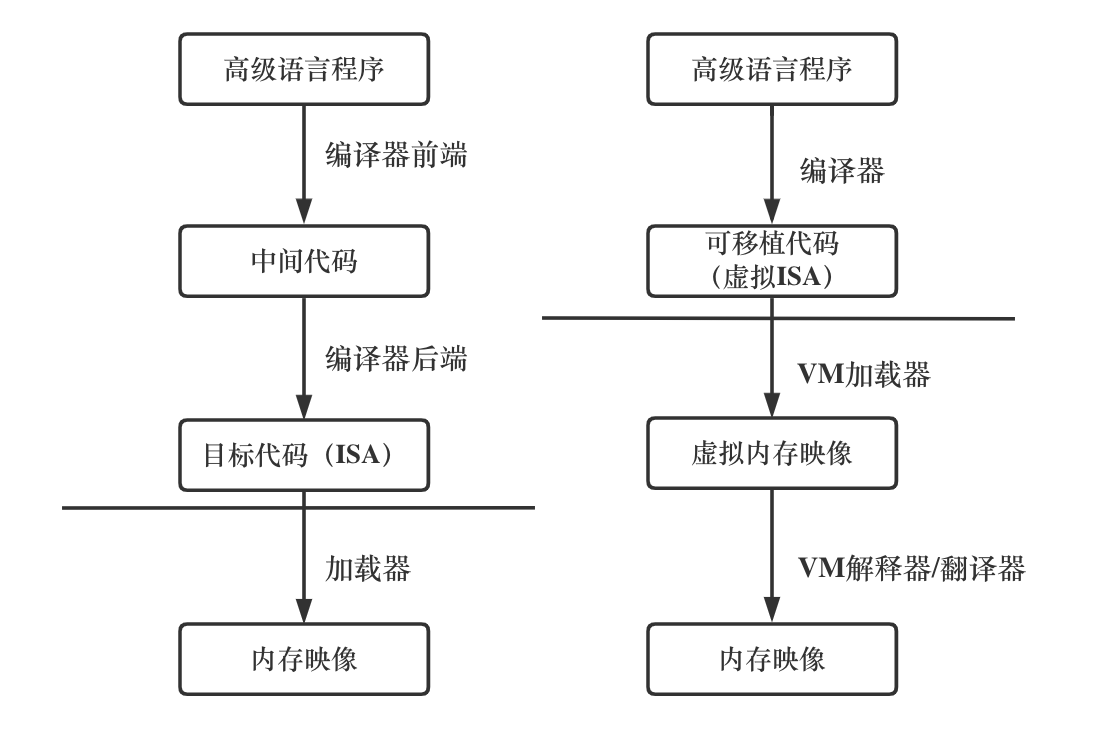 高级语言程序
编译器前端
中间代码
编译器后端
目标代码（ISA）
加载器
内存映像
高级语言程序
编译器
可移植代码
（虚拟ISA）
VM加载器
虚拟内存映像
VM解释器/翻译器
内存映像